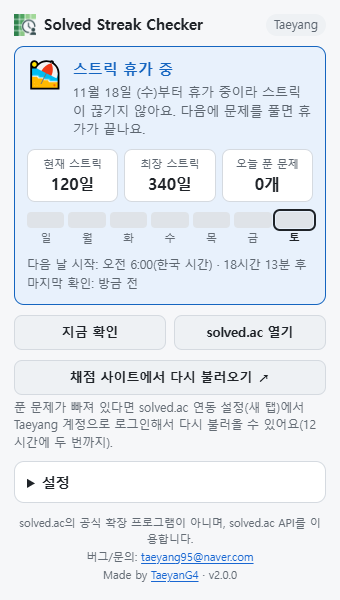 Solved Streak Checker
Taeyang
스트릭 휴가 중
11월 18일 (수)부터 휴가 중이라 스트릭
이 끊기지 않아요. 다음에 문제를 풀면 휴
가가 끝나요.
현재 스트릭
120일
최장 스트릭
340일
오늘 푼 문제
0개
일 월 화 수 목 금 토
다음 날 시작: 오전 6:00(한국 시간) · 18시간 13분 후
마지막 확인: 방금 전
지금 확인
solved.ac 열기
채점 사이트에서 다시 불러오기 ↗
푼 문제가 빠져 있다면 solved.ac 연동 설정(새 탭)에서
Taeyang 계정으로 로그인해서 다시 불러올 수 있어요(12
시간에 두 번까지).
▶ 설정
solved.ac의 공식 확장 프로그램이 아니며, solved.ac API를 이
용합니다.
버그/문의: taeyang95@naver.com
Made by TaeyanG4 · v2.0.0